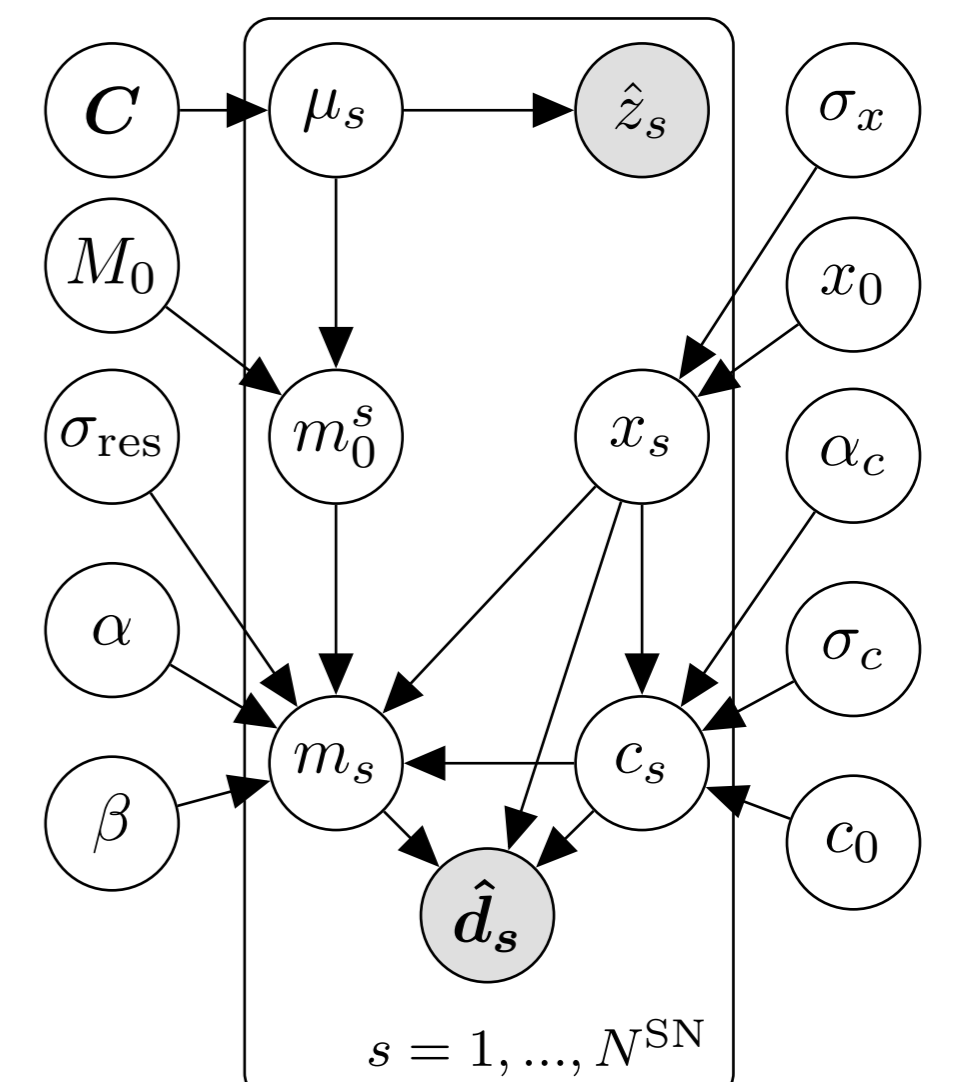 C μ_s ẑ_s σ_x
M_0 x_0
σ_res m_0^s x_s α_c
α σ_c
m_s c_s
β c_0
d̂_s
s = 1, ..., N^SN